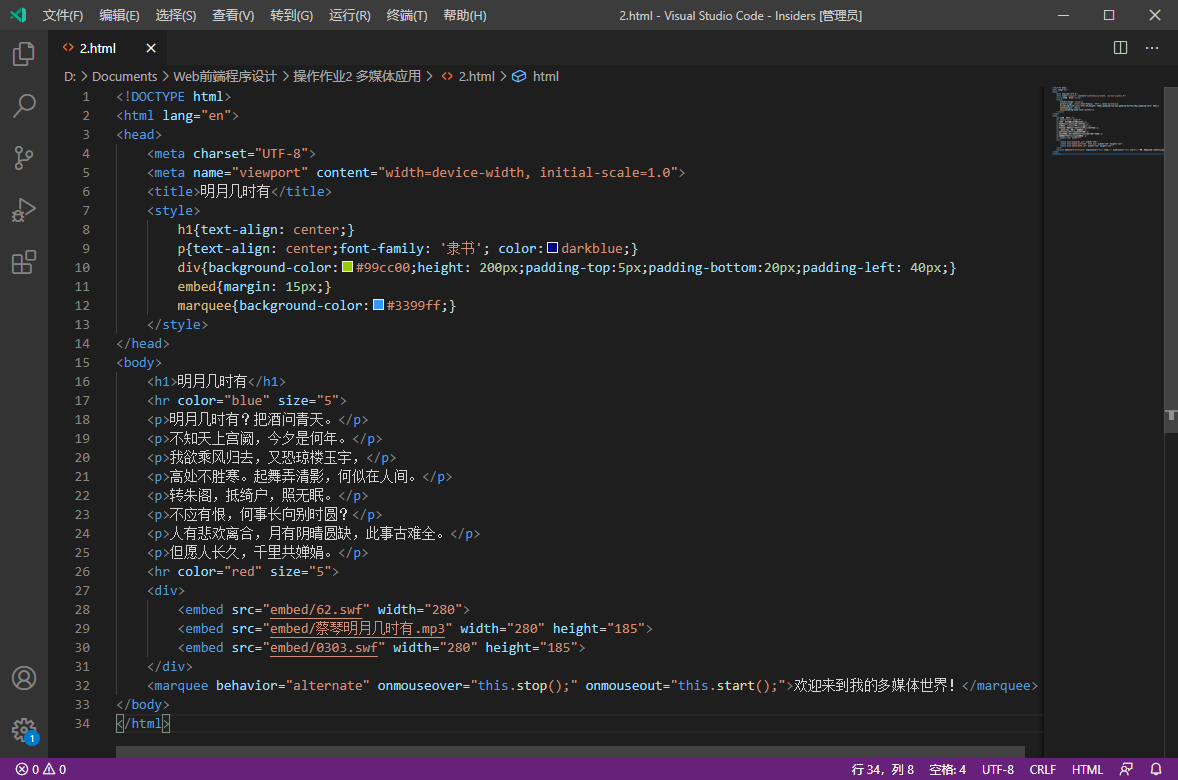 文件(F) 编辑(E) 选择(S) 查看(V) 转到(G) 运行(R) 终端(T) 帮助(H) 2.html - Visual Studio Code - Insiders [管理员]
2.html
D: > Documents > Web前端程序设计 > 操作作业2 多媒体应用 > 2.html > html
1 <!DOCTYPE html>
2 <html lang="en">
3 <head>
4 <meta charset="UTF-8">
5 <meta name="viewport" content="width=device-width, initial-scale=1.0">
6 <title>明月几时有</title>
7 <style>
8 h1{text-align: center;}
9 p{text-align: center;font-family: '隶书'; color:darkblue;}
10 div{background-color:#99cc00;height: 200px;padding-top:5px;padding-bottom:20px;padding-left: 40px;}
11 embed{margin: 15px;}
12 marquee{background-color:#3399ff;}
13 </style>
14 </head>
15 <body>
16 <h1>明月几时有</h1>
17 <hr color="blue" size="5">
18 <p>明月几时有？把酒问青天。</p>
19 <p>不知天上宫阙，今夕是何年。</p>
20 <p>我欲乘风归去，又恐琼楼玉宇，</p>
21 <p>高处不胜寒。起舞弄清影，何似在人间。</p>
22 <p>转朱阁，抵绮户，照无眠。</p>
23 <p>不应有恨，何事长向别时圆？</p>
24 <p>人有悲欢离合，月有阴晴圆缺，此事古难全。</p>
25 <p>但愿人长久，千里共婵娟。</p>
26 <hr color="red" size="5">
27 <div>
28 <embed src="embed/62.swf" width="280">
29 <embed src="embed/蔡琴明月几时有.mp3" width="280" height="185">
30 <embed src="embed/0303.swf" width="280" height="185">
31 </div>
32 <marquee behavior="alternate" onmouseover="this.stop();" onmouseout="this.start();">欢迎来到我的多媒体世界！</marquee>
33 </body>
34 </html>
1
0 0 行 34，列 8 空格: 4 UTF-8 CRLF HTML